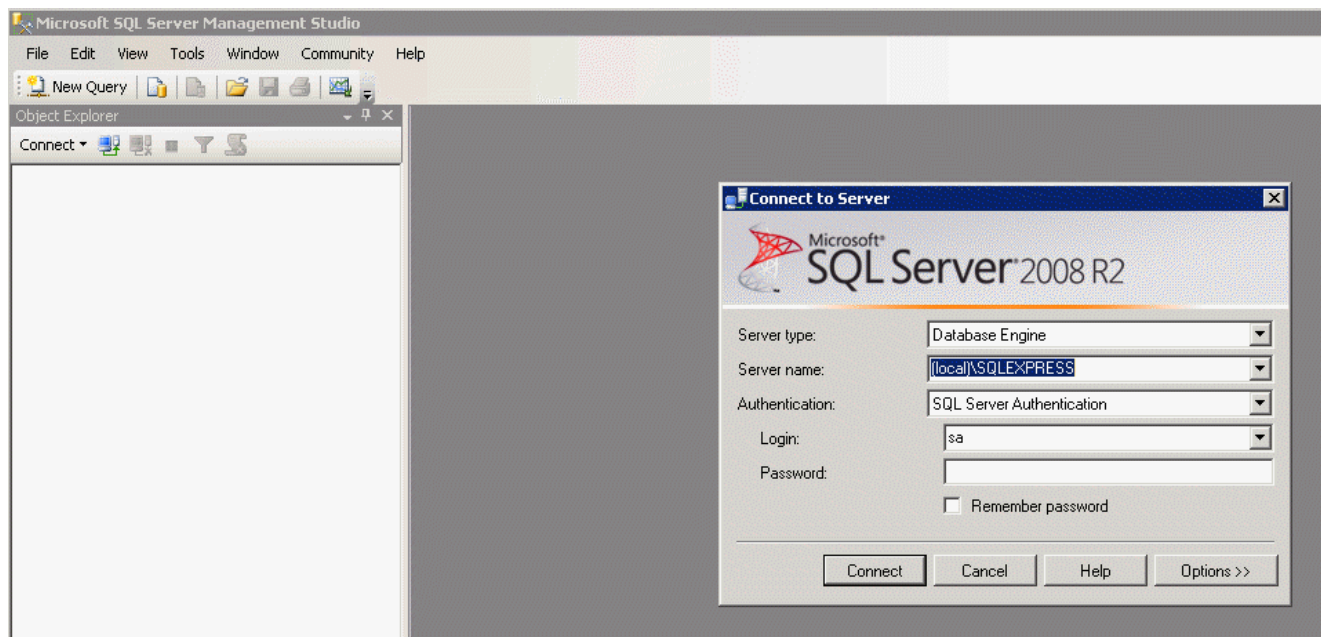 Microsoft SQL Server Management Studio
File Edit View Tools Window Community Help
New Query
Object Explorer
Connect
Connect to Server
Microsoft®
SQL Server® 2008 R2
Server type: Database Engine
Server name: (local)\SQLEXPRESS
Authentication: SQL Server Authentication
Login: sa
Password:
Remember password
Connect Cancel Help Options >>